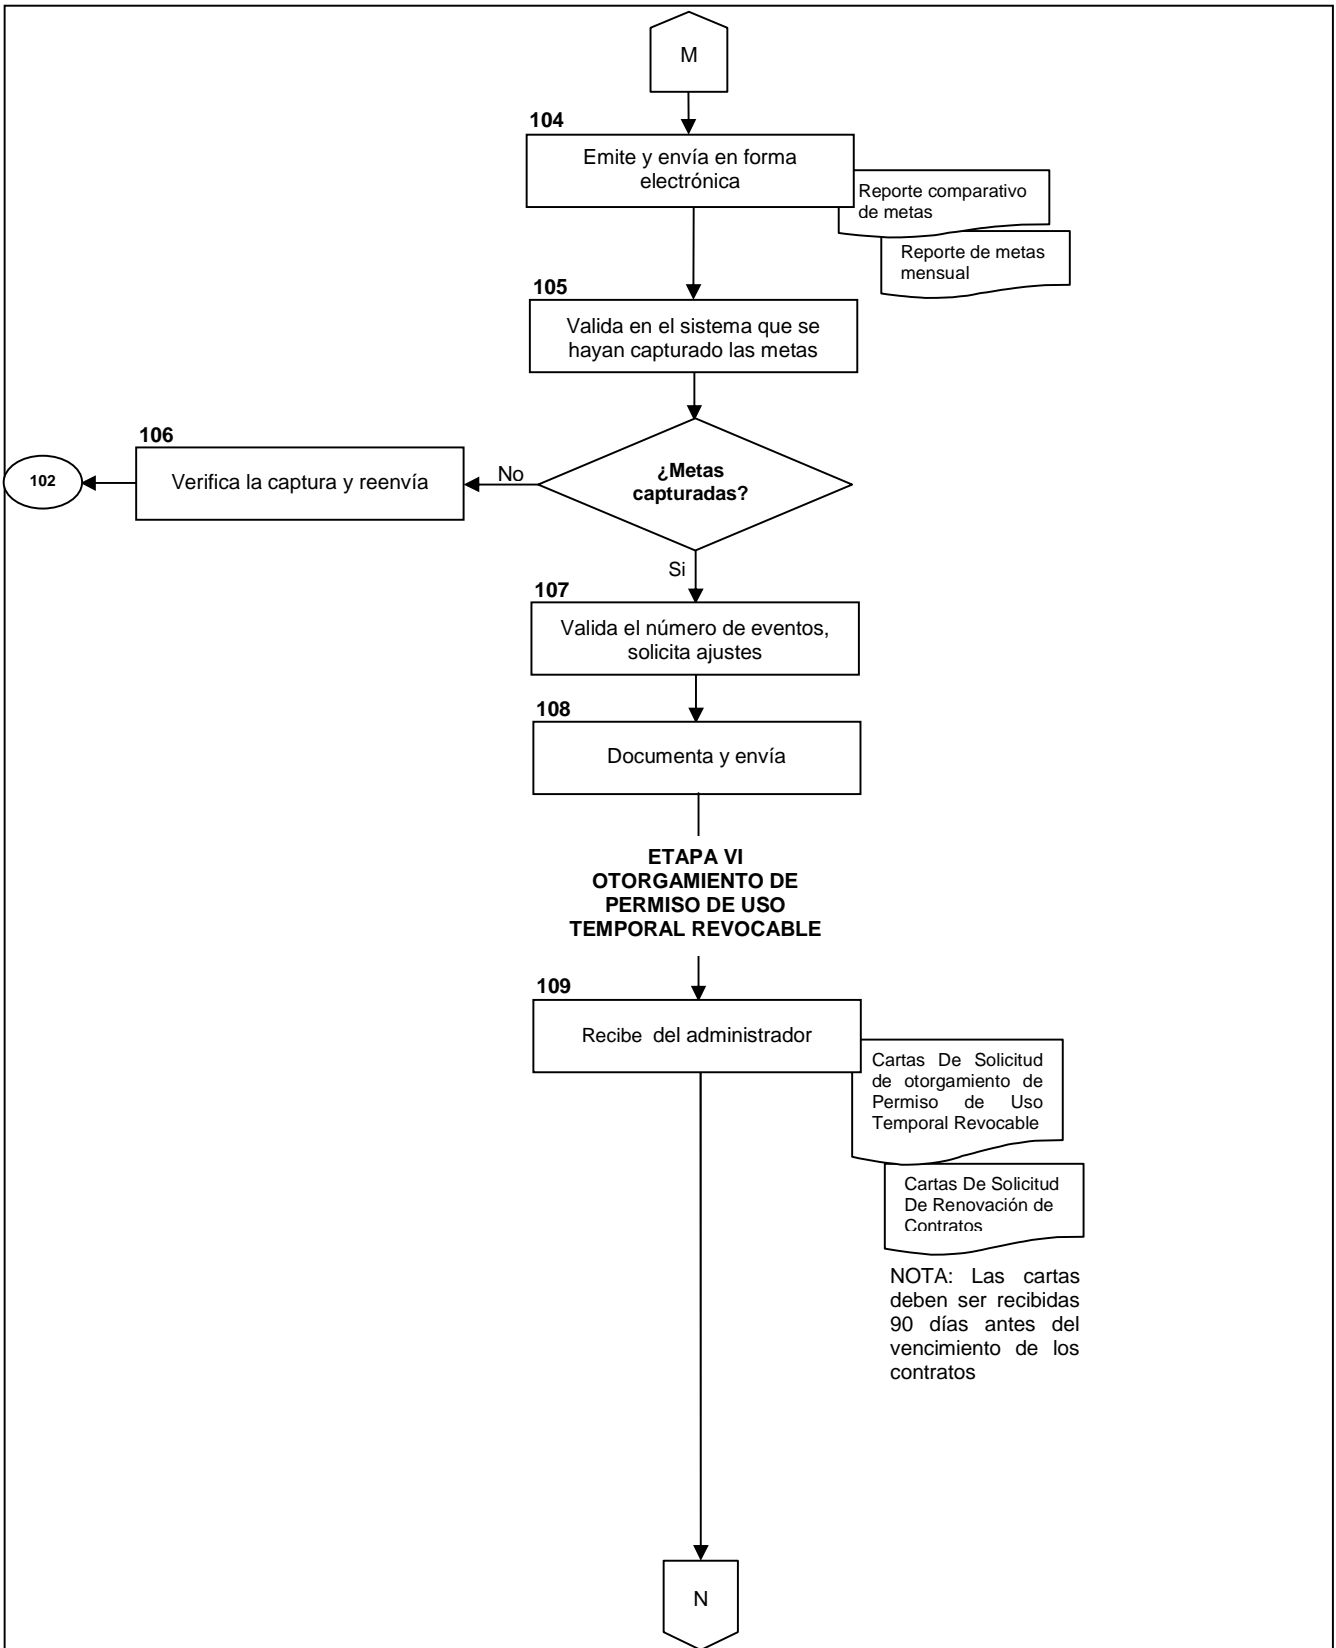 M
104
Emite y envía en forma
electrónica
Reporte comparativo
de metas
Reporte de metas
mensual
105
Valida en el sistema que se
hayan capturado las metas
106
Verifica la captura y reenvía
102
No
¿Metas
capturadas?
Si
107
Valida el número de eventos,
solicita ajustes
108
Documenta y envía
ETAPA VI
OTORGAMIENTO DE
PERMISO DE USO
TEMPORAL REVOCABLE
109
Recibe del administrador
Cartas De Solicitud
de otorgamiento de
Permiso de Uso
Temporal Revocable
Cartas De Solicitud
De Renovación de
Contratos
NOTA: Las cartas
deben ser recibidas
90 días antes del
vencimiento de los
contratos
N